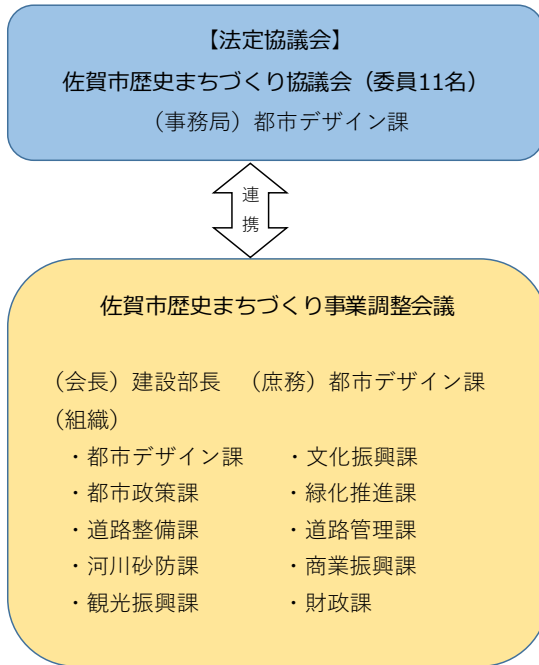 【法定協議会】
佐賀市歴史まちづくり協議会（委員11名）
（事務局）都市デザイン課
連
携
佐賀市歴史まちづくり事業調整会議
（会長）建設部長　（庶務）都市デザイン課
（組織）
・都市デザイン課　・文化振興課
・都市政策課　・緑化推進課
・道路整備課　・道路管理課
・河川砂防課　・商業振興課
・観光振興課　・財政課